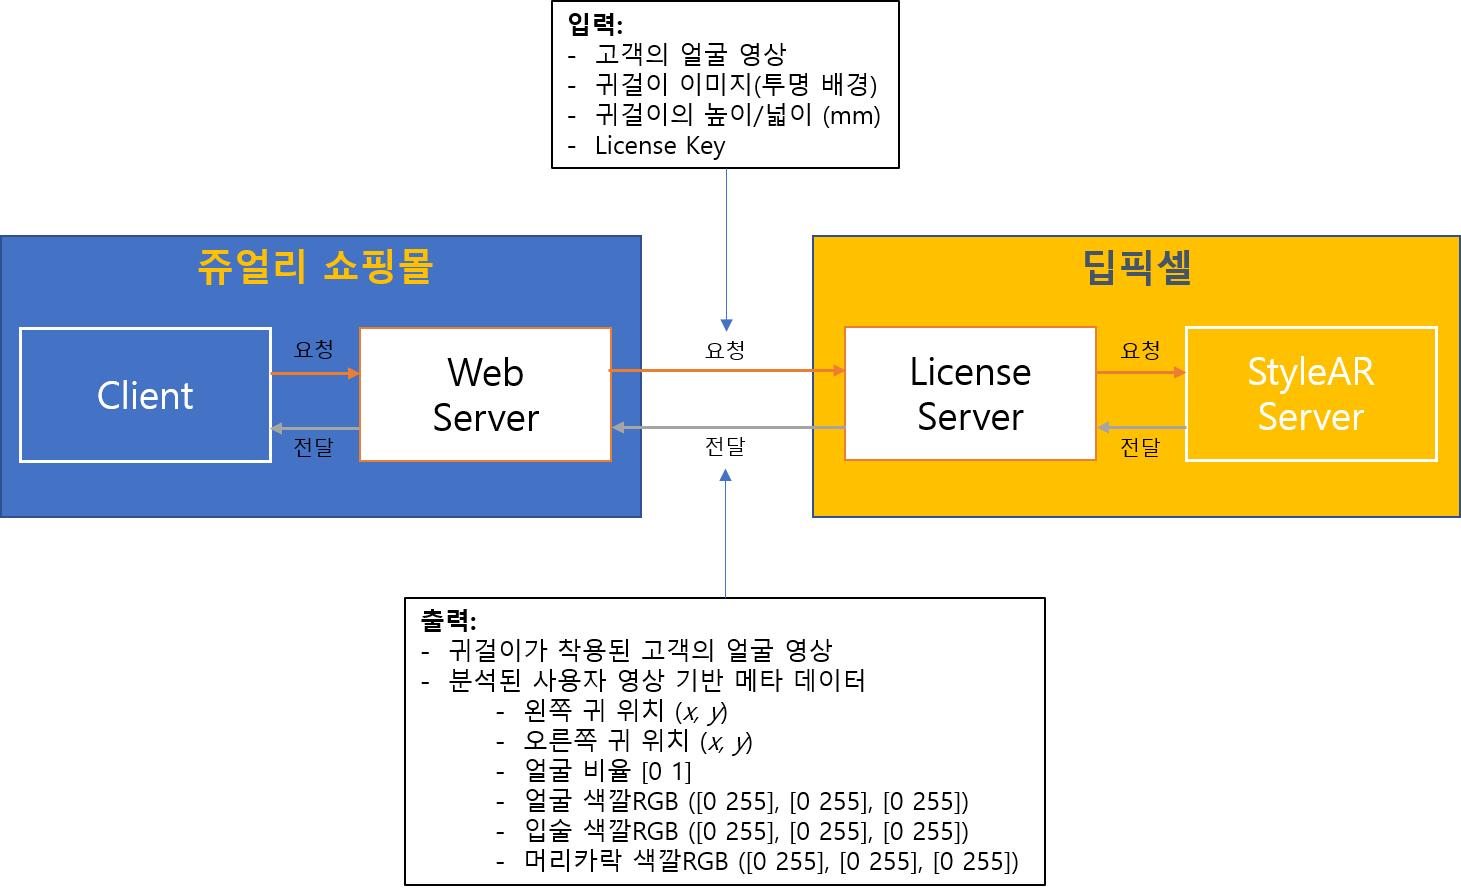 입력:
- 고객의 얼굴 영상
- 귀걸이 이미지(투명 배경)
- 귀걸이의 높이/넓이 (mm)
- License Key
쥬얼리 쇼핑몰
Client
요청
전달
Web
Server
요청
전달
딥픽셀
License
Server
요청
전달
StyleAR
Server
출력:
- 귀걸이가 착용된 고객의 얼굴 영상
- 분석된 사용자 영상 기반 메타 데이터
- 왼쪽 귀 위치 (x, y)
- 오른쪽 귀 위치 (x, y)
- 얼굴 비율 [0 1]
- 얼굴 색깔RGB ([0 255], [0 255], [0 255])
- 입술 색깔RGB ([0 255], [0 255], [0 255])
- 머리카락 색깔RGB ([0 255], [0 255], [0 255])